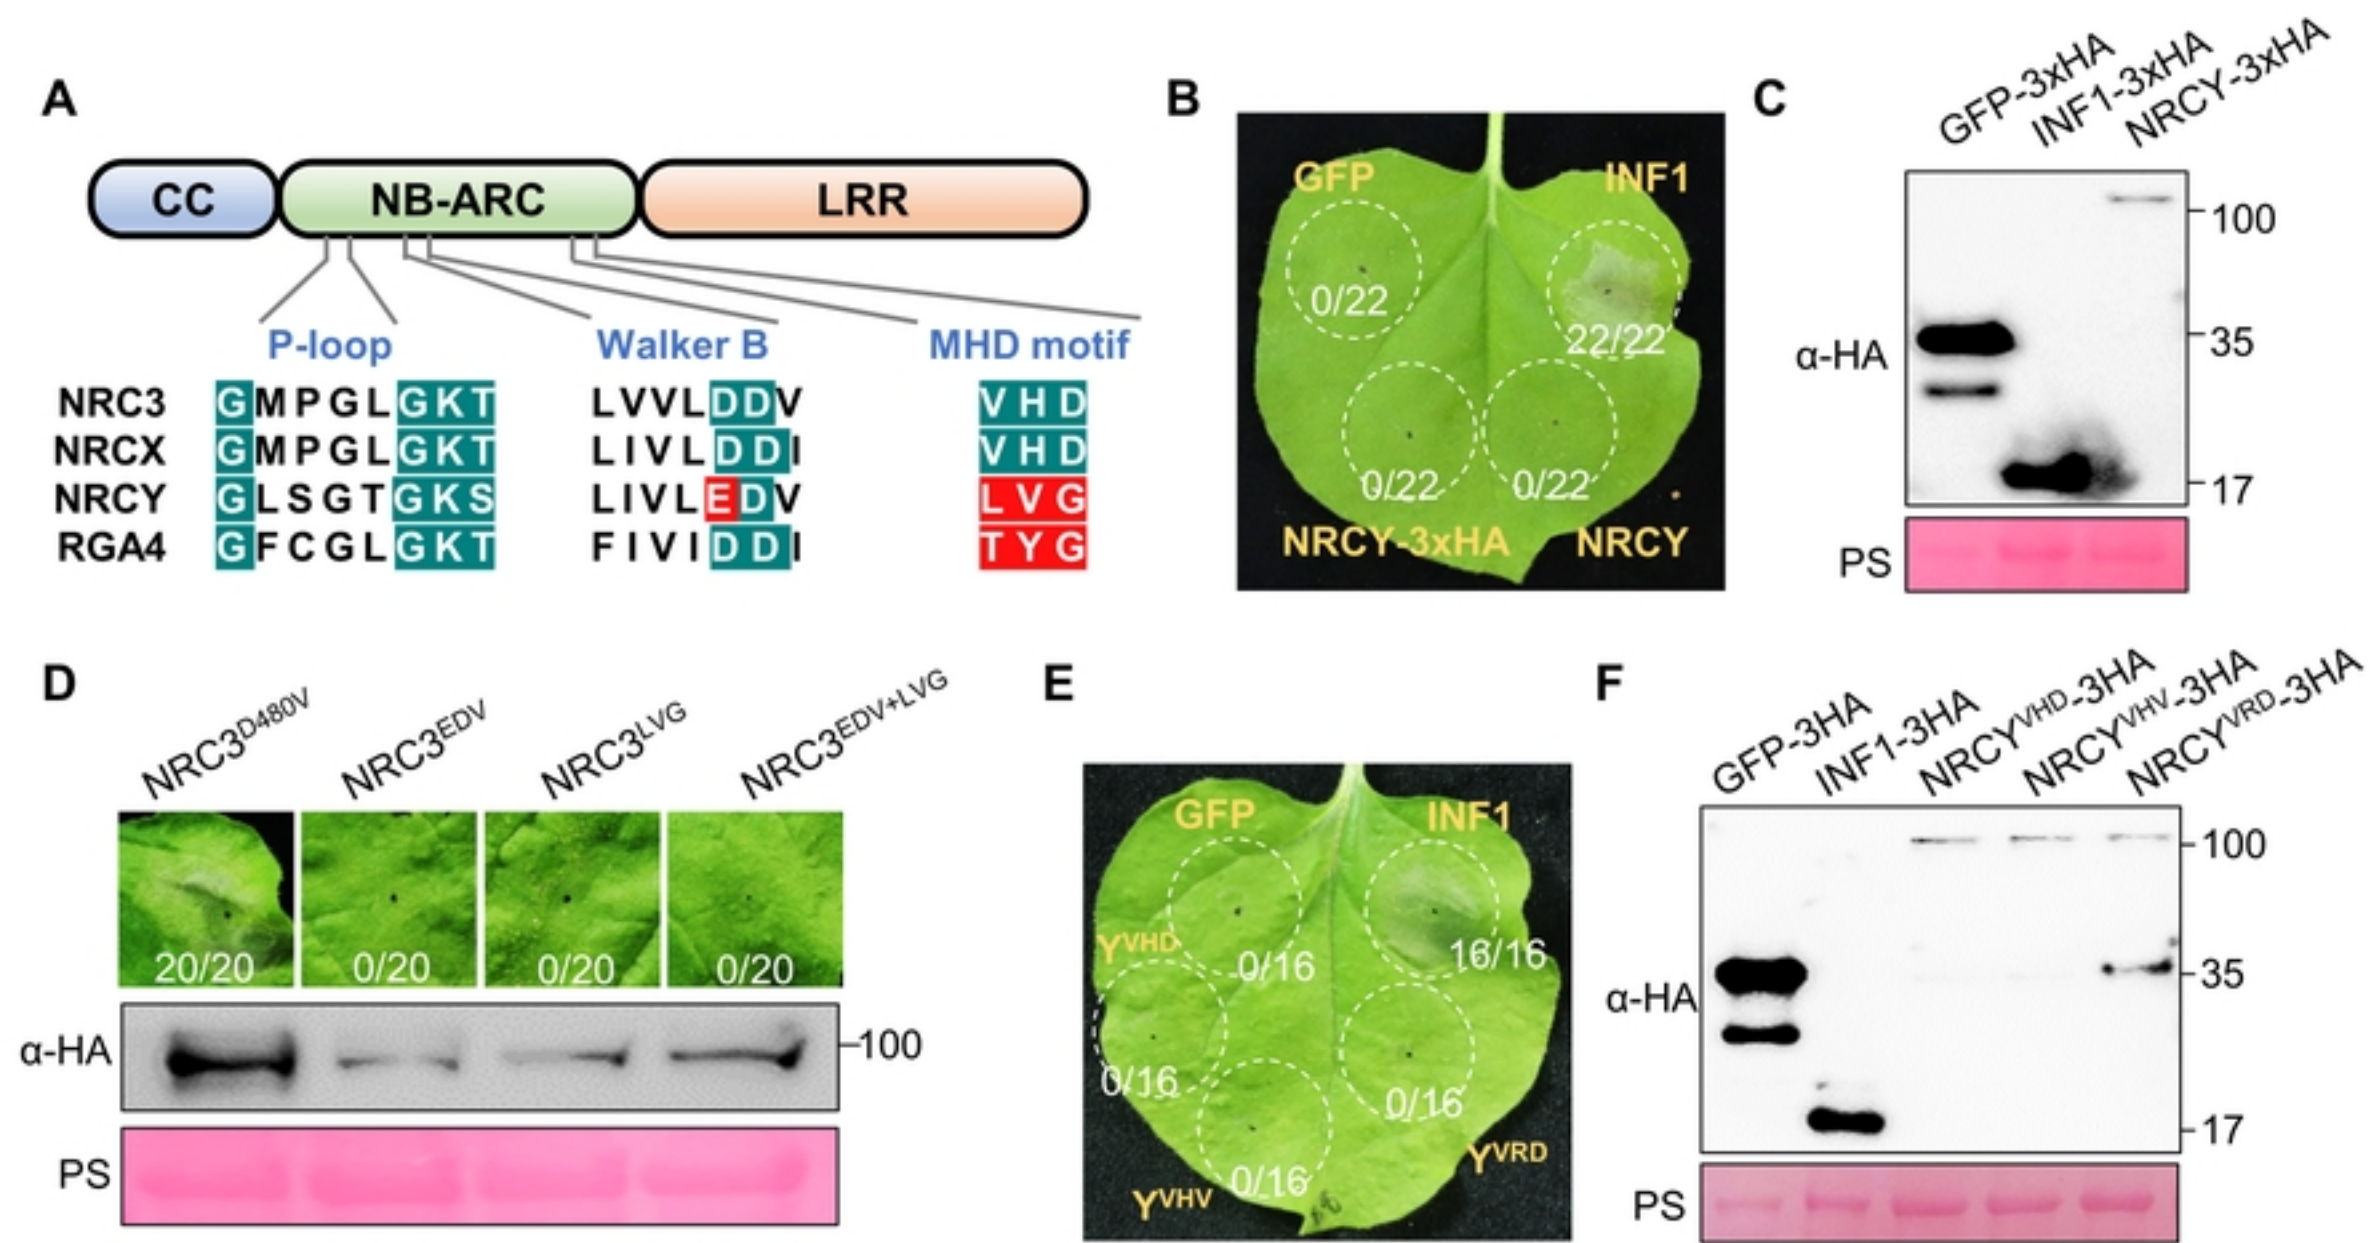 A
CC NB-ARC LRR
P-loop Walker B MHD motif
NRC3 GMPGLGKT LVVLDDV VHD
NRCX GMPGLGKT LIVLDDI VHD
NRCY GLSGTGKS LIVLEDV LVG
RGA4 GFCGLGKT FIVIDDI TYG
B
GFP INF1
0/22 22/22
0/22 0/22
NRCY-3xHA NRCY
C
GFP-3xHA INF1-3xHA NRCY-3xHA
100
35
α-HA
17
PS
D
NRC3D480V NRC3EDV NRC3LVG NRC3EDV+LVG
20/20 0/20 0/20 0/20
α-HA 100
PS
E
GFP INF1
YVHD 0/16 16/16
0/16 0/16
YVHV 0/16 YVRD
F
GFP-3HA INF1-3HA NRCYVHD-3HA NRCYVHV-3HA NRCYVRD-3HA
100
35
α-HA
17
PS